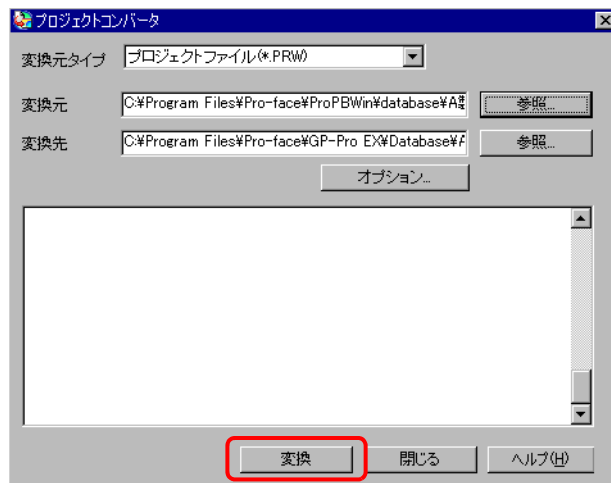 プロジェクトコンバータ
変換元タイプ プロジェクトファイル(*.PRW)
変換元 C:¥Program Files¥Pro-face¥ProPBWin¥database¥A 参照...
変換先 C:¥Program Files¥Pro-face¥GP-Pro EX¥Database¥ 参照...
オプション...
変換 閉じる ヘルプ(H)